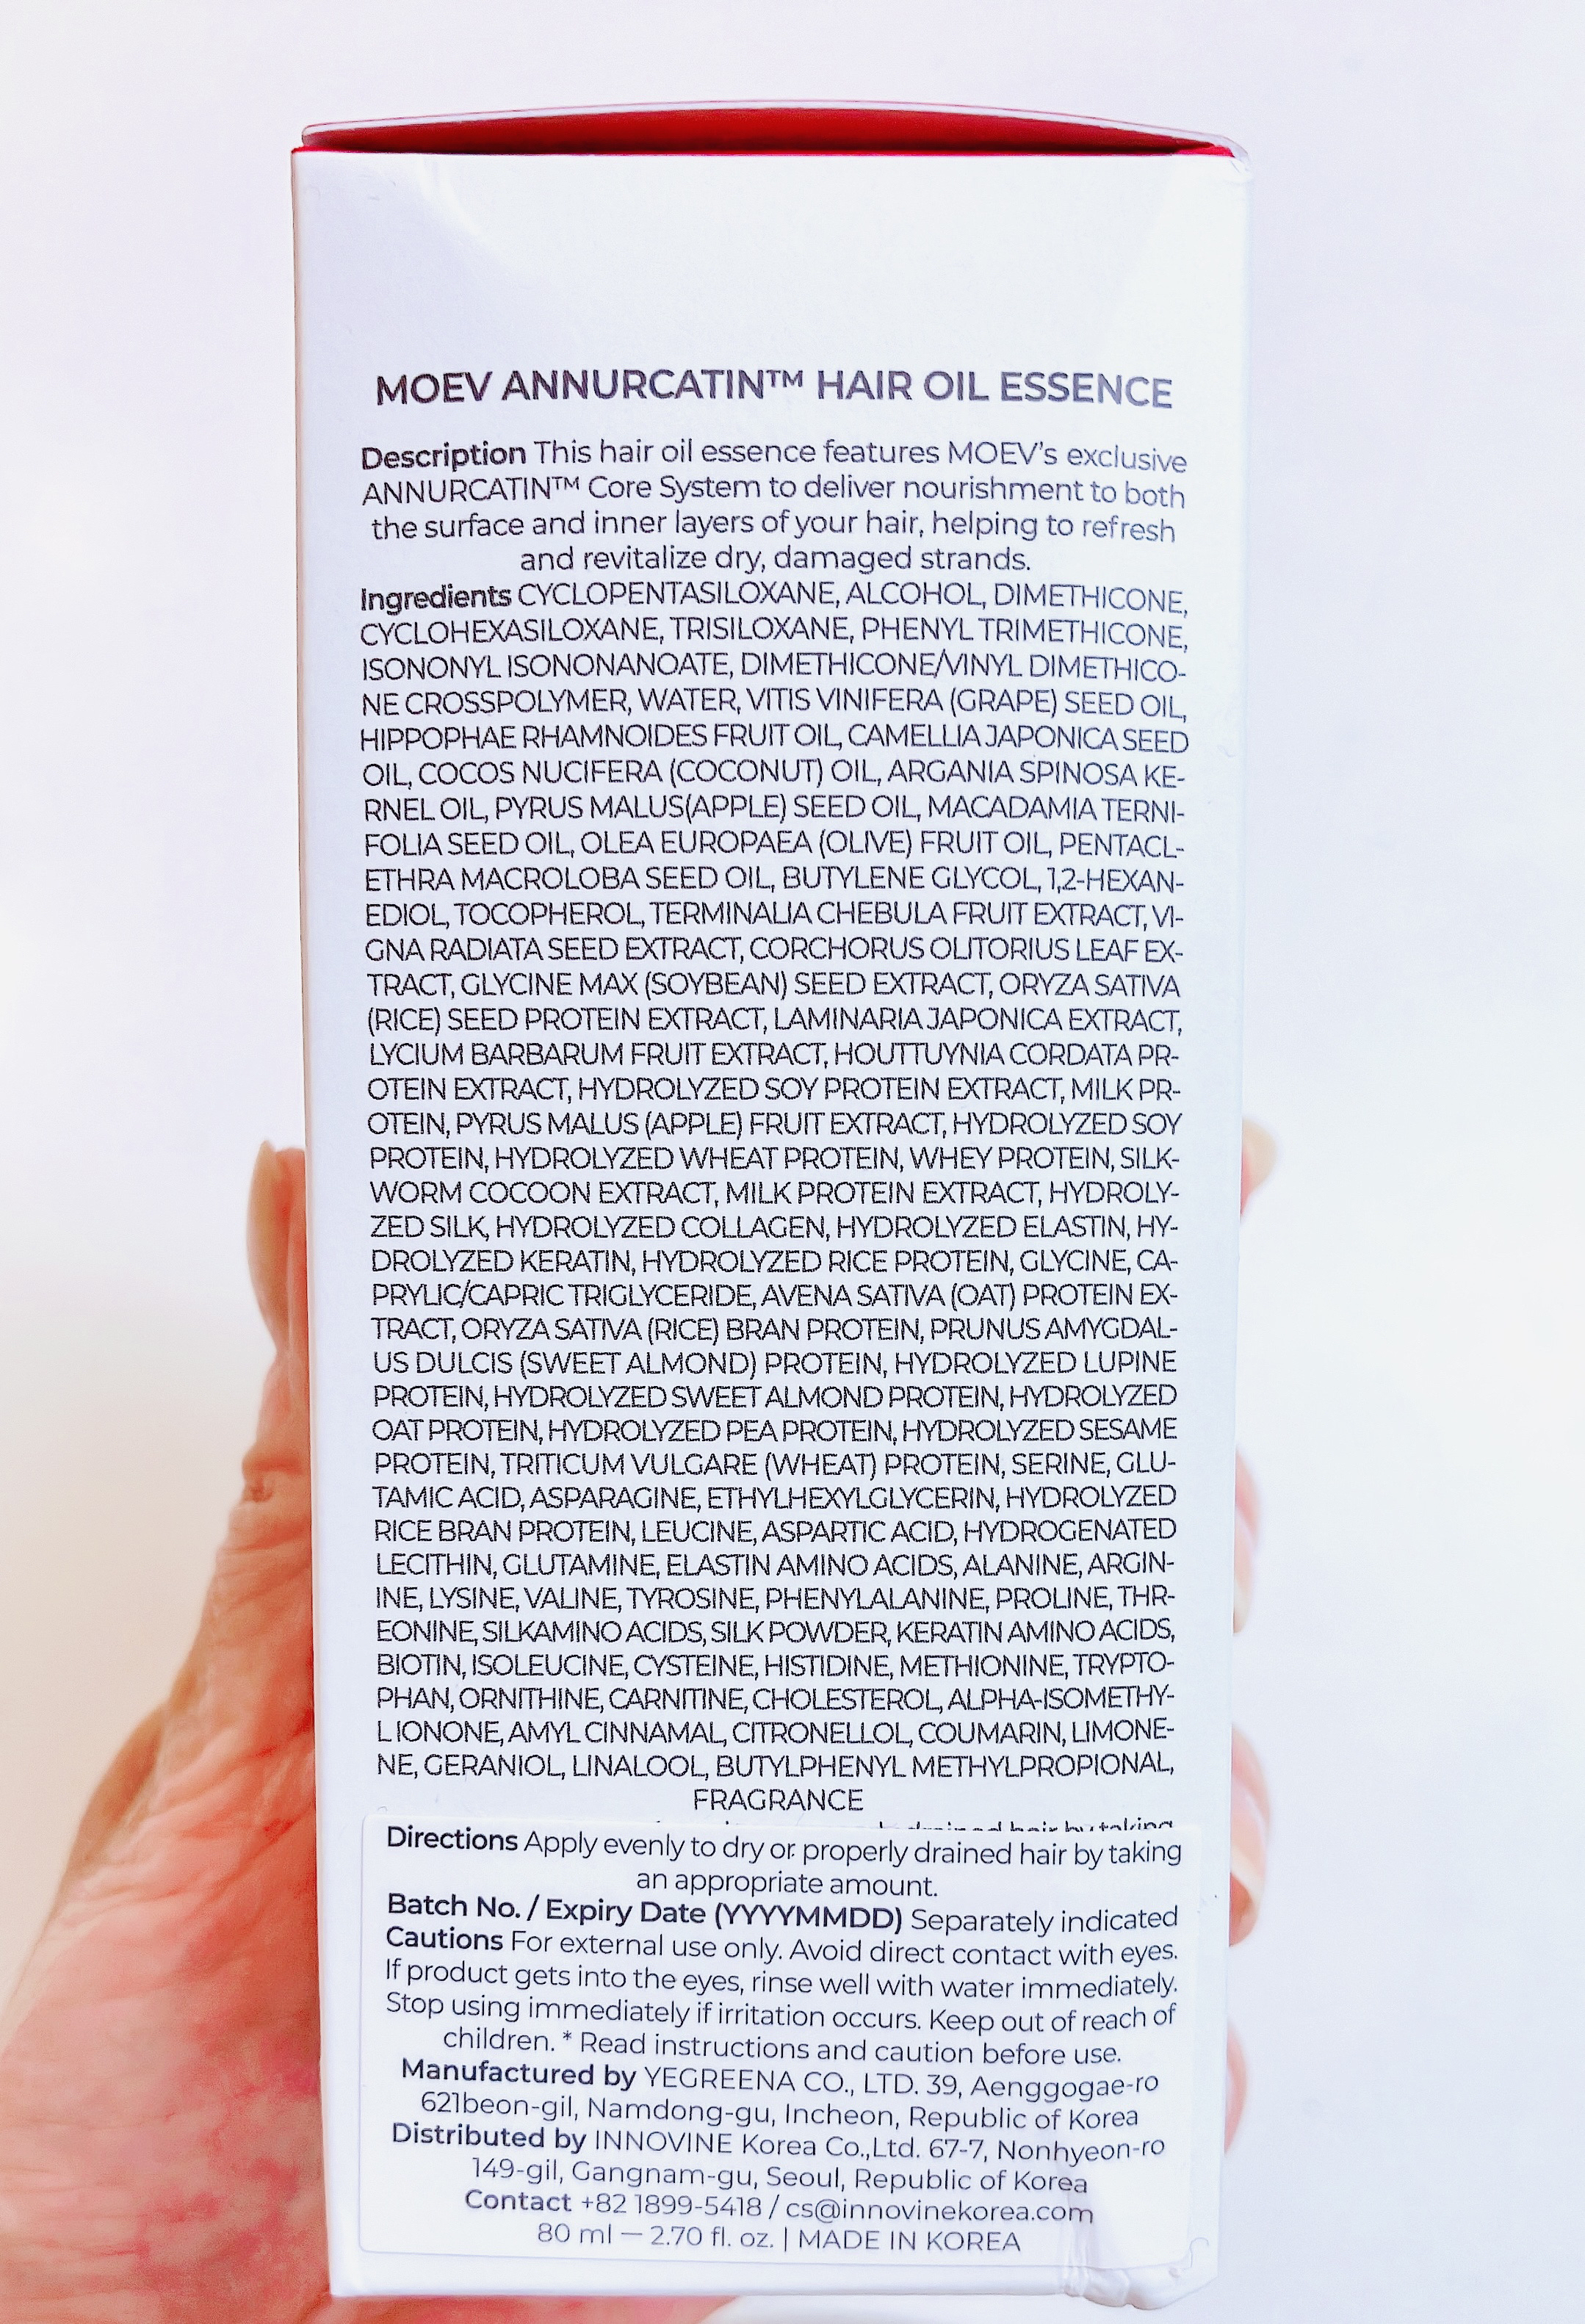 MOEV ANNURCATIN™ HAIR OIL ESSENCE
Description This hair oil essence features MOEV's exclusive
ANNURCATIN™ Core System to deliver nourishment to both
the surface and inner layers of your hair, helping to refresh
and revitalize dry, damaged strands.
Ingredients CYCLOPENTASILOXANE, ALCOHOL, DIMETHICONE,
CYCLOHEXASILOXANE, TRISILOXANE, PHENYL TRIMETHICONE,
ISONONYL ISONONANOATE, DIMETHICONE/VINYL DIMETHICO-
NE CROSSPOLYMER, WATER, VITIS VINIFERA (GRAPE) SEED OIL,
HIPPOPHAE RHAMNOIDES FRUIT OIL, CAMELLIA JAPONICA SEED
OIL, COCOS NUCIFERA (COCONUT) OIL, ARGANIA SPINOSA KE-
RNEL OIL, PYRUS MALUS(APPLE) SEED OIL, MACADAMIA TERNI-
FOLIA SEED OIL, OLEA EUROPAEA (OLIVE) FRUIT OIL, PENTACL-
ETHRA MACROLOBA SEED OIL, BUTYLENE GLYCOL, 1,2-HEXAN-
EDIOL, TOCOPHEROL, TERMINALIA CHEBULA FRUIT EXTRACT, VI-
GNA RADIATA SEED EXTRACT, CORCHORUS OLITORIUS LEAF EX-
TRACT, GLYCINE MAX (SOYBEAN) SEED EXTRACT, ORYZA SATIVA
(RICE) SEED PROTEIN EXTRACT, LAMINARIA JAPONICA EXTRACT,
LYCIUM BARBARUM FRUIT EXTRACT, HOUTTUYNIA CORDATA PR-
OTEIN EXTRACT, HYDROLYZED SOY PROTEIN EXTRACT, MILK PR-
OTEIN, PYRUS MALUS (APPLE) FRUIT EXTRACT, HYDROLYZED SOY
PROTEIN, HYDROLYZED WHEAT PROTEIN, WHEY PROTEIN, SILK-
WORM COCOON EXTRACT, MILK PROTEIN EXTRACT, HYDROLY-
ZED SILK, HYDROLYZED COLLAGEN, HYDROLYZED ELASTIN, HY-
DROLYZED KERATIN, HYDROLYZED RICE PROTEIN, GLYCINE, CA-
PRYLIC/CAPRIC TRIGLYCERIDE, AVENA SATIVA (OAT) PROTEIN EX-
TRACT, ORYZA SATIVA (RICE) BRAN PROTEIN, PRUNUS AMYGDAL-
US DULCIS (SWEET ALMOND) PROTEIN, HYDROLYZED LUPINE
PROTEIN, HYDROLYZED SWEET ALMOND PROTEIN, HYDROLYZED
OAT PROTEIN, HYDROLYZED PEA PROTEIN, HYDROLYZED SESAME
PROTEIN, TRITICUM VULGARE (WHEAT) PROTEIN, SERINE, GLU-
TAMIC ACID, ASPARAGINE, ETHYLHEXYLGLYCERIN, HYDROLYZED
RICE BRAN PROTEIN, LEUCINE, ASPARTIC ACID, HYDROGENATED
LECITHIN, GLUTAMINE, ELASTIN AMINO ACIDS, ALANINE, ARGIN-
INE, LYSINE, VALINE, TYROSINE, PHENYLALANINE, PROLINE, THR-
EONINE, SILKAMINO ACIDS, SILK POWDER, KERATIN AMINO ACIDS,
BIOTIN, ISOLEUCINE, CYSTEINE, HISTIDINE, METHIONINE, TRYPTO-
PHAN, ORNITHINE, CARNITINE, CHOLESTEROL, ALPHA-ISOMETHY-
L IONONE, AMYL CINNAMAL, CITRONELLOL, COUMARIN, LIMONE-
NE, GERANIOL, LINALOOL, BUTYLPHENYL METHYLPROPIONAL,
FRAGRANCE
hair by taking
Directions Apply evenly to dry or properly drained hair by taking
an appropriate amount.
Batch No. / Expiry Date (YYYYMMDD) Separately indicated
Cautions For external use only. Avoid direct contact with eyes.
If product gets into the eyes, rinse well with water immediately.
Stop using immediately if irritation occurs. Keep out of reach of
children. * Read instructions and caution before use.
Manufactured by YEGREENA CO., LTD. 39, Aenggogae-ro
621beon-gil, Namdong-gu, Incheon, Republic of Korea
Distributed by INNOVINE Korea Co.,Ltd. 67-7, Nonhyeon-ro
149-gil, Gangnam-gu, Seoul, Republic of Korea
Contact +82 1899-5418 / cs@innovinekorea.com
80 ml — 2.70 fl. oz. | MADE IN KOREA